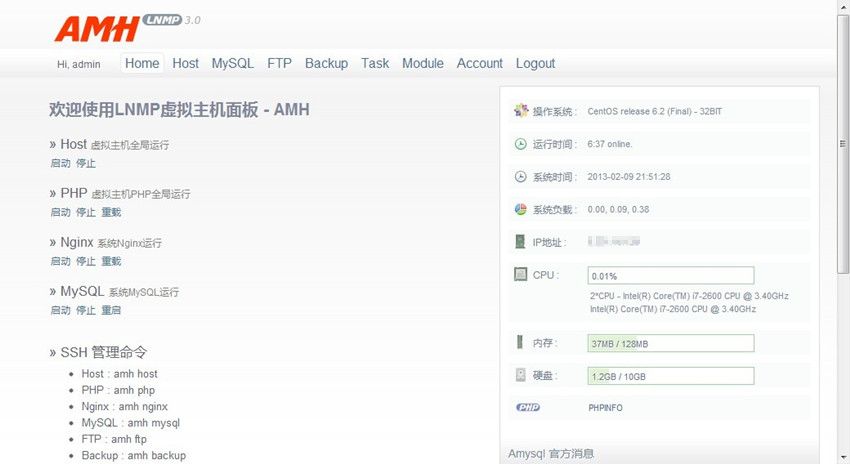 AMH LNMP 3.0
Hi, admin Home Host MySQL FTP Backup Task Module Account Logout
欢迎使用LNMP虚拟主机面板 - AMH
» Host 虚拟主机全局运行
启动 停止
» PHP 虚拟主机PHP全局运行
启动 停止 重载
» Nginx 系统Nginx运行
启动 停止 重载
» MySQL 系统MySQL运行
启动 停止 重启
» SSH 管理命令
• Host : amh host
• PHP : amh php
• Nginx : amh nginx
• MySQL : amh mysql
• FTP : amh ftp
• Backup : amh backup
操作系统 : CentOS release 6.2 (Final) - 32BIT
运行时间 : 6:37 online.
系统时间 : 2013-02-09 21:51:28
系统负载 : 0.00, 0.09, 0.38
IP地址 :
CPU : 0.01%
2*CPU - Intel(R) Core(TM) i7-2600 CPU @ 3.40GHz
Intel(R) Core(TM) i7-2600 CPU @ 3.40GHz
内存 : 37MB / 128MB
硬盘 : 1.2GB / 10GB
PHP PHPINFO
Amysql 官方消息